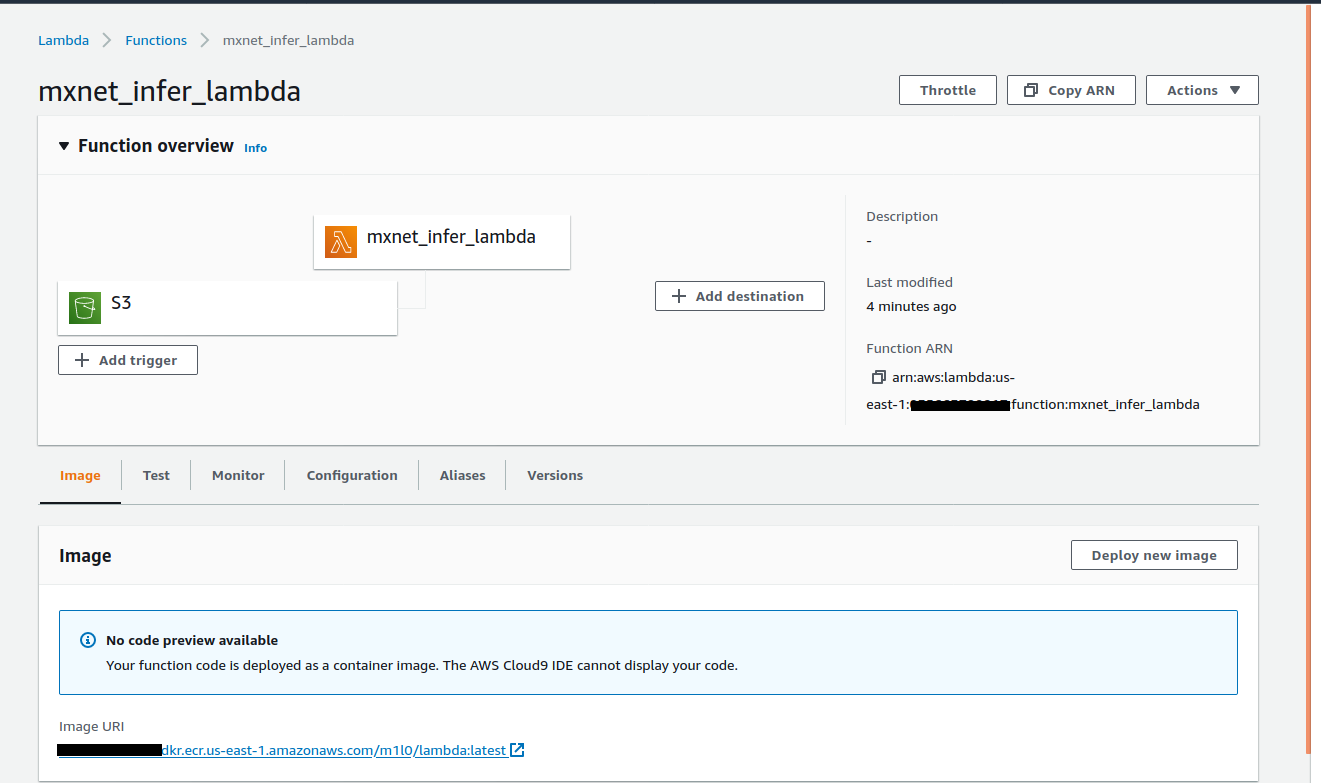 Lambda > Functions > mxnet_infer_lambda
mxnet_infer_lambda
Throttle
Copy ARN
Actions ▼
▼ Function overview Info
mxnet_infer_lambda
S3
+ Add destination
+ Add trigger
Description
-
Last modified
4 minutes ago
Function ARN
arn:aws:lambda:us-
east-1:
function:mxnet_infer_lambda
Image
Test
Monitor
Configuration
Aliases
Versions
Image
Deploy new image
No code preview available
Your function code is deployed as a container image. The AWS Cloud9 IDE cannot display your code.
Image URI
dkr.ecr.us-east-1.amazonaws.com/m1l0/lambda:latest